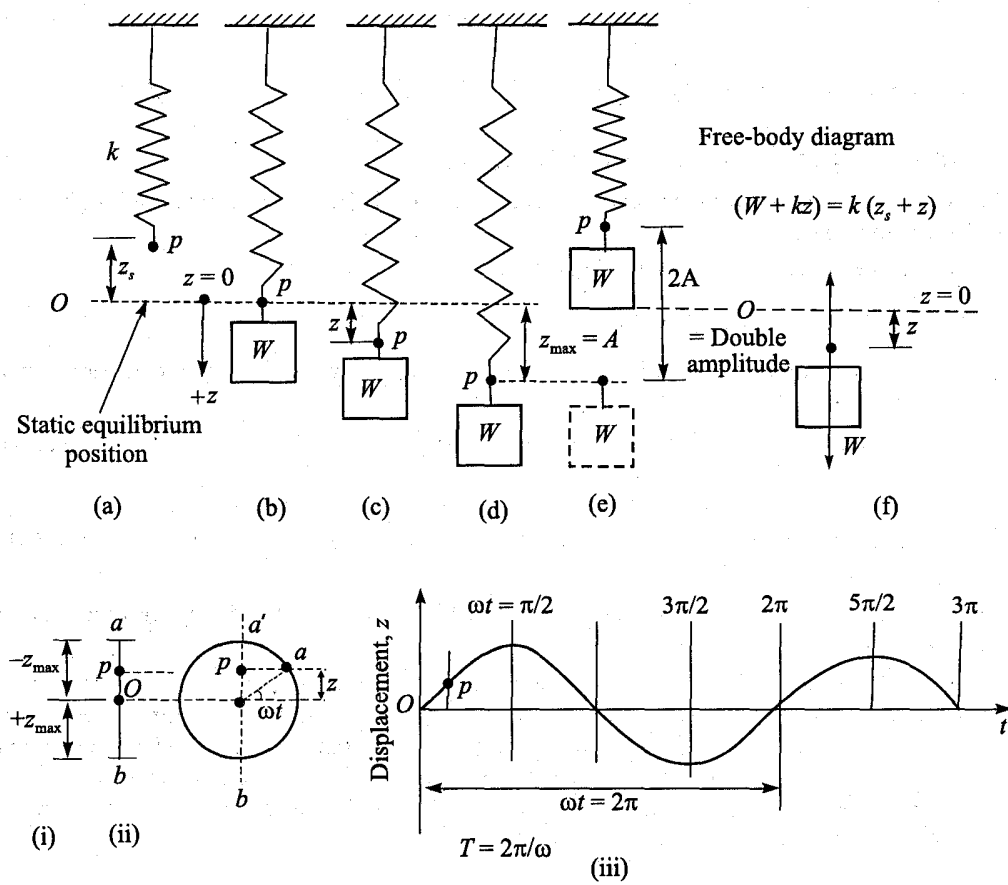 k
p
z_s
z = 0
O
p
W
+z
Static equilibrium
position
z
p
W
z_max = A
p
W
p
W
2A
= Double
amplitude
W
Free-body diagram
(W + kz) = k (z_s + z)
O
z = 0
z
W
(a)
(b)
(c)
(d)
(e)
(f)
a
–z_max
p
O
+z_max
b
a′
p
a
z
ωt
b
(i)
(ii)
Displacement, z
ωt = π/2
3π/2
2π
5π/2
3π
O
p
t
ωt = 2π
T = 2π/ω
(iii)